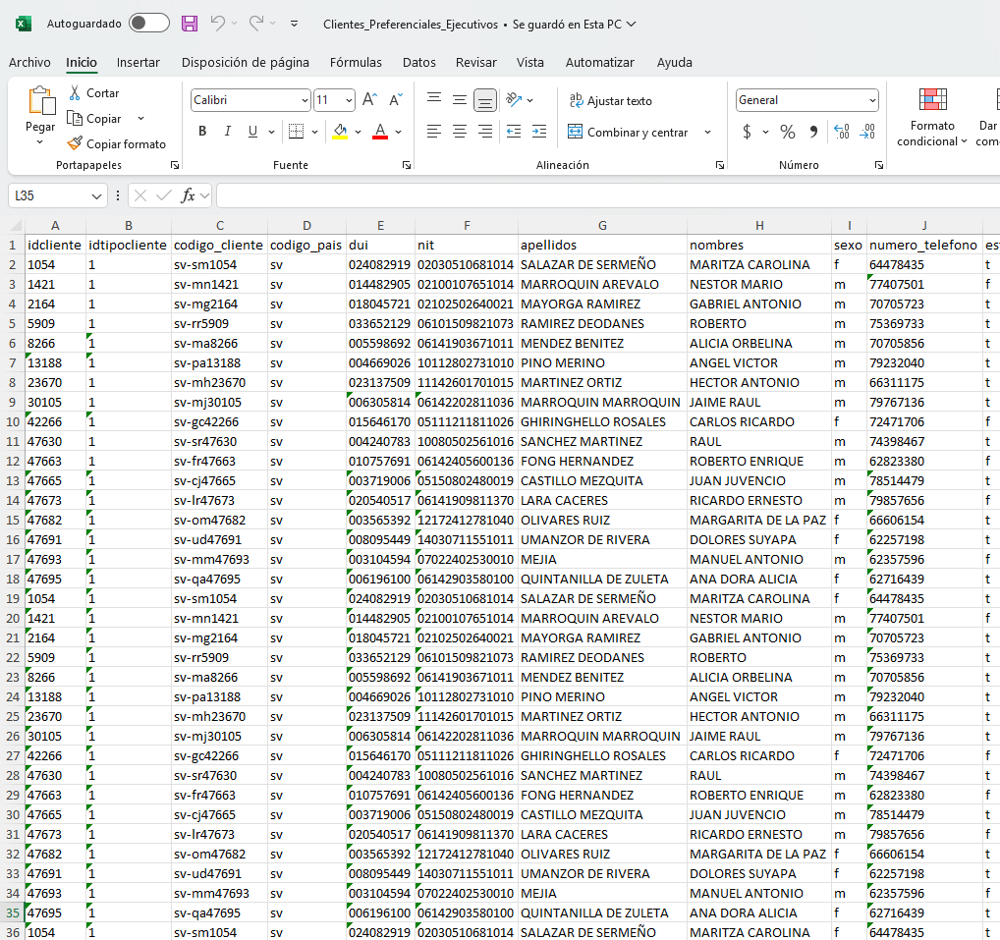 Autoguardado Clientes_Preferenciales_Ejecutivos • Se guardó en Esta PC
Archivo Inicio Insertar Disposición de página Fórmulas Datos Revisar Vista Automatizar Ayuda
Pegar
Cortar
Copiar
Copiar formato
Portapapeles
Calibri 11
N I U
B I U
Fuente
Ajustar texto
Combinar y centrar
Alineación
General
$ % 000
Número
Formato condicional
Dar
com
L35 fx
A B C D E F G H I J
1 idcliente idtipocliente codigo_cliente codigo_pais dui nit apellidos nombres sexo numero_telefono es
2 1054 1 sv-sm1054 sv 024082919 02030510681014 SALAZAR DE SERMEÑO MARITZA CAROLINA f 64478435 t
3 1421 1 sv-mn1421 sv 014482905 02100107651014 MARROQUIN AREVALO NESTOR MARIO m 77407501 f
4 2164 1 sv-mg2164 sv 018045721 02102502640021 MAYORGA RAMIREZ GABRIEL ANTONIO m 70705723 t
5 5909 1 sv-rr5909 sv 033652129 06101509821073 RAMIREZ DEODANES ROBERTO m 75369733 t
6 8266 1 sv-ma8266 sv 005598692 06141903671011 MENDEZ BENITEZ ALICIA ORBELINA m 70705856 t
7 13188 1 sv-pa13188 sv 004669026 10112802731010 PINO MERINO ANGEL VICTOR m 79232040 t
8 23670 1 sv-mh23670 sv 023137509 11142601701015 MARTINEZ ORTIZ HECTOR ANTONIO m 66311175 t
9 30105 1 sv-mj30105 sv 006305814 06142202811036 MARROQUIN MARROQUIN JAIME RAUL m 79767136 t
10 42266 1 sv-gc42266 sv 015646170 05111211811026 GHIRINGHELLO ROSALES CARLOS RICARDO f 72471706 f
11 47630 1 sv-sr47630 sv 004240783 10080502561016 SANCHEZ MARTINEZ RAUL m 74398467 t
12 47663 1 sv-fr47663 sv 010757691 06142405600136 FONG HERNANDEZ ROBERTO ENRIQUE m 62823380 f
13 47665 1 sv-cj47665 sv 003719006 05150802480019 CASTILLO MEZQUITA JUAN JUVENCIO m 78514479 t
14 47673 1 sv-lr47673 sv 020540517 06141909811370 LARA CACERES RICARDO ERNESTO m 79857656 f
15 47682 1 sv-om47682 sv 003565392 12172412781040 OLIVARES RUIZ MARGARITA DE LA PAZ f 66606154 t
16 47691 1 sv-ud47691 sv 008095449 14030711551011 UMANZOR DE RIVERA DOLORES SUYAPA f 62257198 t
17 47693 1 sv-mm47693 sv 003104594 07022402530010 MEJIA MANUEL ANTONIO m 62357596 f
18 47695 1 sv-qa47695 sv 006196100 06142903580100 QUINTANILLA DE ZULETA ANA DORA ALICIA f 62716439 t
19 1054 1 sv-sm1054 sv 024082919 02030510681014 SALAZAR DE SERMEÑO MARITZA CAROLINA f 64478435 t
20 1421 1 sv-mn1421 sv 014482905 02100107651014 MARROQUIN AREVALO NESTOR MARIO m 77407501 f
21 2164 1 sv-mg2164 sv 018045721 02102502640021 MAYORGA RAMIREZ GABRIEL ANTONIO m 70705723 t
22 5909 1 sv-rr5909 sv 033652129 06101509821073 RAMIREZ DEODANES ROBERTO m 75369733 t
23 8266 1 sv-ma8266 sv 005598692 06141903671011 MENDEZ BENITEZ ALICIA ORBELINA m 70705856 t
24 13188 1 sv-pa13188 sv 004669026 10112802731010 PINO MERINO ANGEL VICTOR m 79232040 t
25 23670 1 sv-mh23670 sv 023137509 11142601701015 MARTINEZ ORTIZ HECTOR ANTONIO m 66311175 t
26 30105 1 sv-mj30105 sv 006305814 06142202811036 MARROQUIN MARROQUIN JAIME RAUL m 79767136 t
27 42266 1 sv-gc42266 sv 015646170 05111211811026 GHIRINGHELLO ROSALES CARLOS RICARDO f 72471706 f
28 47630 1 sv-sr47630 sv 004240783 10080502561016 SANCHEZ MARTINEZ RAUL m 74398467 t
29 47663 1 sv-fr47663 sv 010757691 06142405600136 FONG HERNANDEZ ROBERTO ENRIQUE m 62823380 f
30 47665 1 sv-cj47665 sv 003719006 05150802480019 CASTILLO MEZQUITA JUAN JUVENCIO m 78514479 t
31 47673 1 sv-lr47673 sv 020540517 06141909811370 LARA CACERES RICARDO ERNESTO m 79857656 f
32 47682 1 sv-om47682 sv 003565392 12172412781040 OLIVARES RUIZ MARGARITA DE LA PAZ f 66606154 t
33 47691 1 sv-ud47691 sv 008095449 14030711551011 UMANZOR DE RIVERA DOLORES SUYAPA f 62257198 t
34 47693 1 sv-mm47693 sv 003104594 07022402530010 MEJIA MANUEL ANTONIO m 62357596 f
35 47695 1 sv-qa47695 sv 006196100 06142903580100 QUINTANILLA DE ZULETA ANA DORA ALICIA f 62716439 t
36 1054 1 sv-sm1054 sv 024082919 02030510681014 SALAZAR DE SERMEÑO MARITZA CAROLINA f 64478435 t